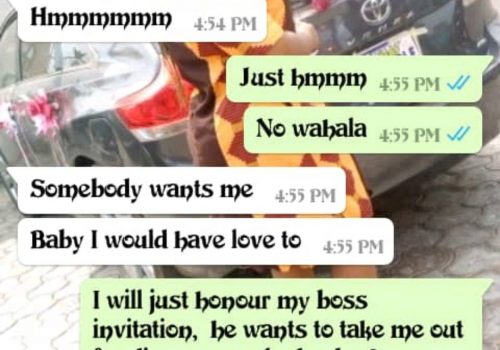 Hmmmmmm 4:54 PM
Just hmmm 4:55 PM
No wahala 4:55 PM
Somebody wants me 4:55 PM
Baby I would have love to 4:55 PM
I will just honour my boss
invitation, he wants to take me out